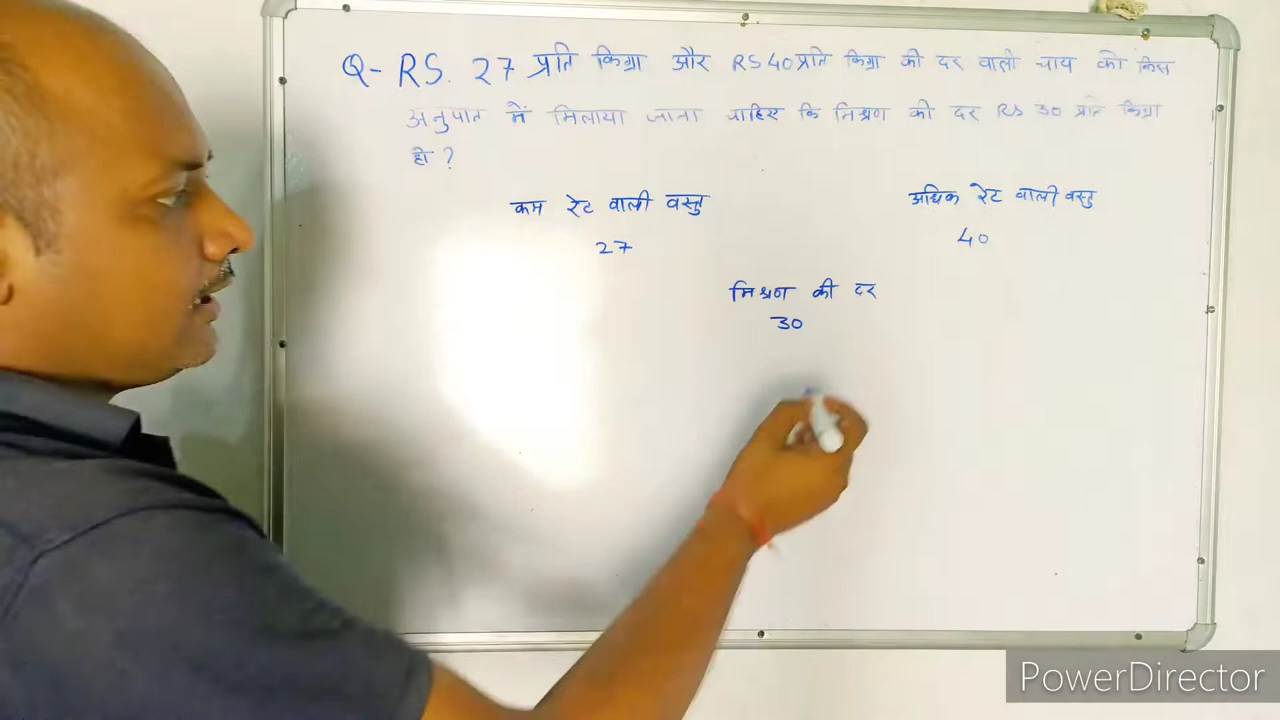 Q- RS. 27 प्रति किग्रा और RS 40 प्रति किग्रा की दर वाली चाय को किस
अनुपात में मिलाया जाना चाहिए कि मिश्रण की दर RS 30 प्रति किग्रा
हो ?
कम रेट वाली वस्तु
अधिक रेट वाली वस्तु
27
40
मिश्रण की दर
30
PowerDirector